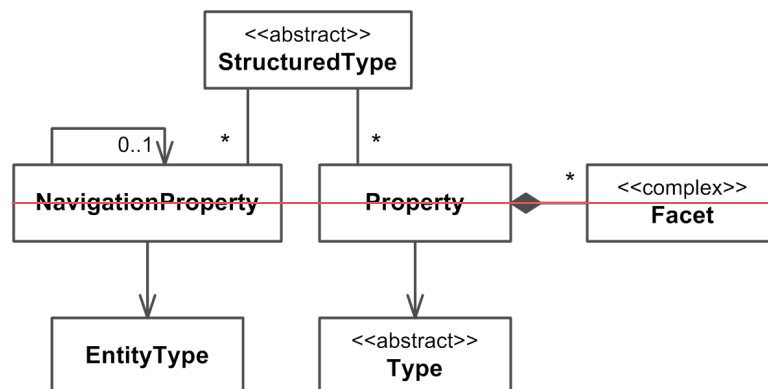 <<abstract>>
StructuredType
0..1
*
*
NavigationProperty
Property
*
<<complex>>
Facet
EntityType
<<abstract>>
Type